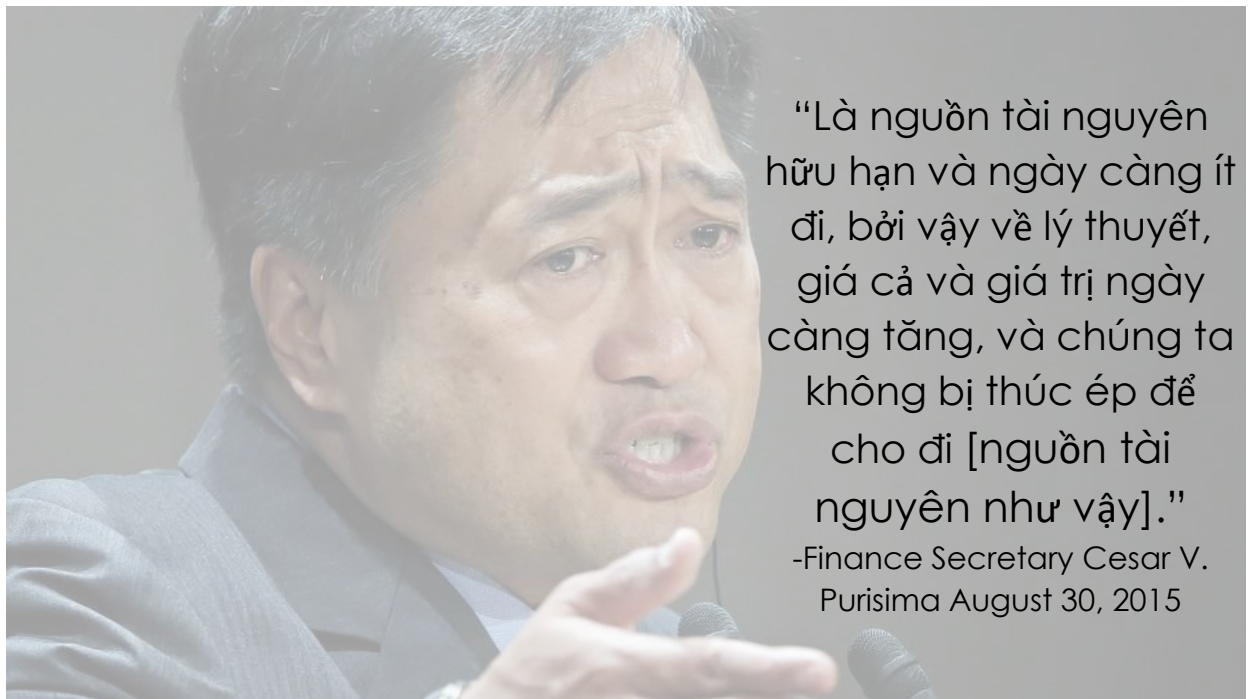 “Là nguồn tài nguyên
hữu hạn và ngày càng ít
đi, bởi vậy về lý thuyết,
giá cả và giá trị ngày
càng tăng, và chúng ta
không bị thúc ép để
cho đi [nguồn tài
nguyên như vậy].”
-Finance Secretary Cesar V.
Purisima August 30, 2015